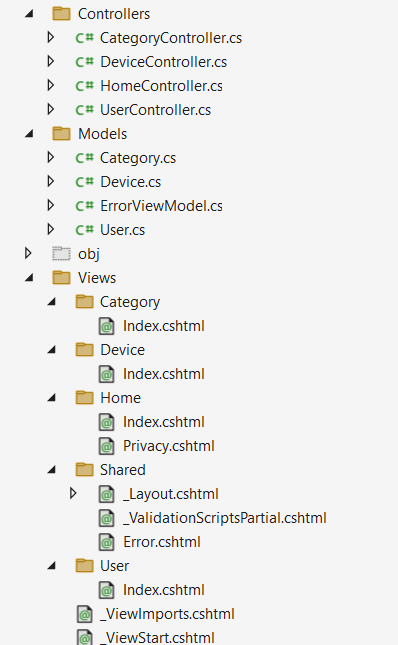 Controllers
C# CategoryController.cs
C# DeviceController.cs
C# HomeController.cs
C# UserController.cs
Models
C# Category.cs
C# Device.cs
C# ErrorViewModel.cs
C# User.cs
obj
Views
Category
@ Index.cshtml
Device
@ Index.cshtml
Home
@ Index.cshtml
@ Privacy.cshtml
Shared
@ _Layout.cshtml
@ _ValidationScriptsPartial.cshtml
@ Error.cshtml
User
@ Index.cshtml
@ _ViewImports.cshtml
@ _ViewStart.cshtml